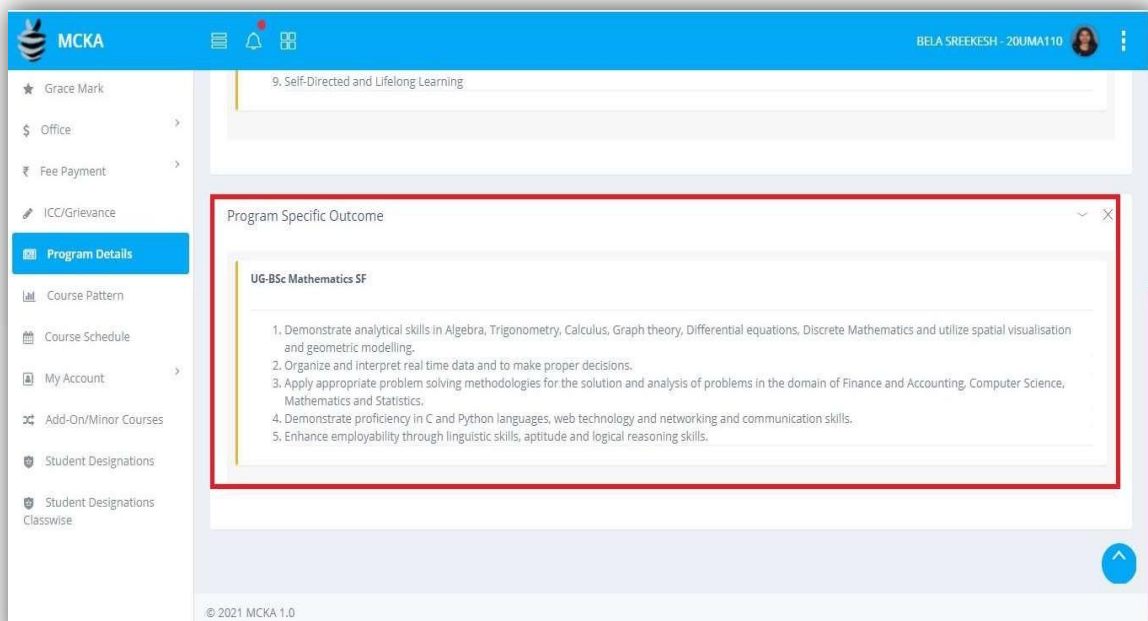 MCKA
BELA SREEKESH - 20UMA110
Grace Mark
$ Office
₹ Fee Payment
ICC/Grievance
Program Details
Course Pattern
Course Schedule
My Account
Add-On/Minor Courses
Student Designations
Student Designations
Classwise
9. Self-Directed and Lifelong Learning
Program Specific Outcome
UG-BSc Mathematics SF
1. Demonstrate analytical skills in Algebra, Trigonometry, Calculus, Graph theory, Differential equations, Discrete Mathematics and utilize spatial visualisation
and geometric modelling.
2. Organize and interpret real time data and to make proper decisions.
3. Apply appropriate problem solving methodologies for the solution and analysis of problems in the domain of Finance and Accounting, Computer Science,
Mathematics and Statistics.
4. Demonstrate proficiency in C and Python languages, web technology and networking and communication skills.
5. Enhance employability through linguistic skills, aptitude and logical reasoning skills.
© 2021 MCKA 1.0